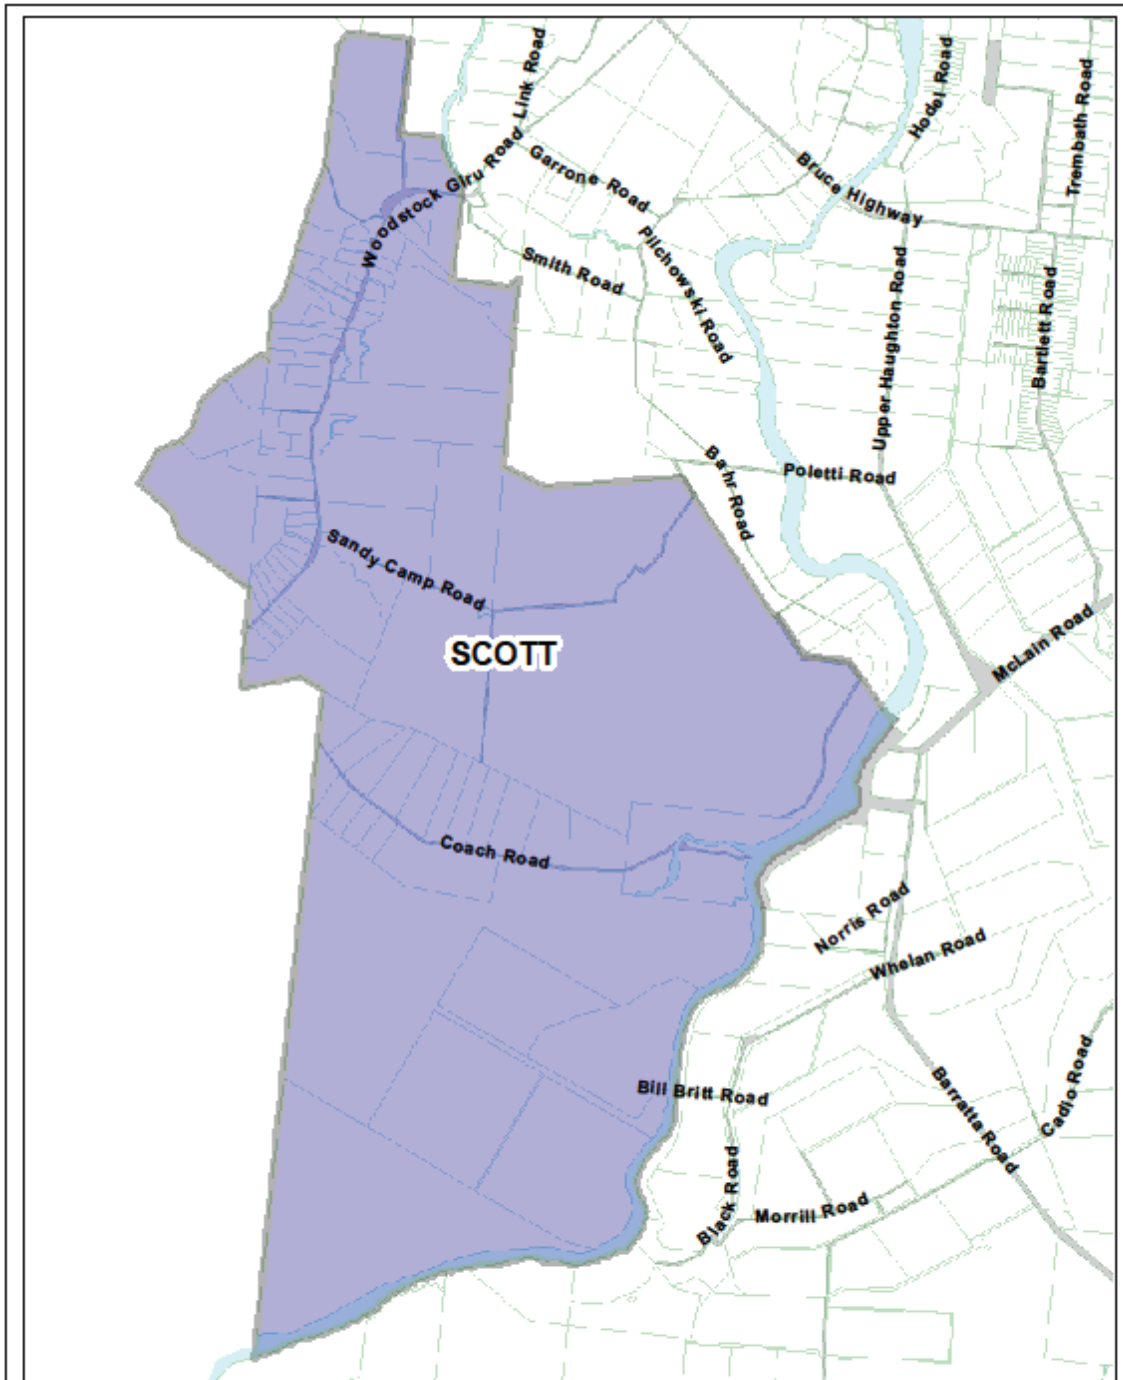 Link Road
Hodel Road
Trembath Road
Woodstock Giru Road
Garrone Road
Bruce Highway
Smith Road
Pilchowski Road
Upper Haughton Road
Bartlett Road
Bahr Road
Poletti Road
Sandy Camp Road
SCOTT
McLain Road
Coach Road
Norris Road
Whelan Road
Bill Britt Road
Barratta Road
Cadio Road
Black Road
Morrill Road